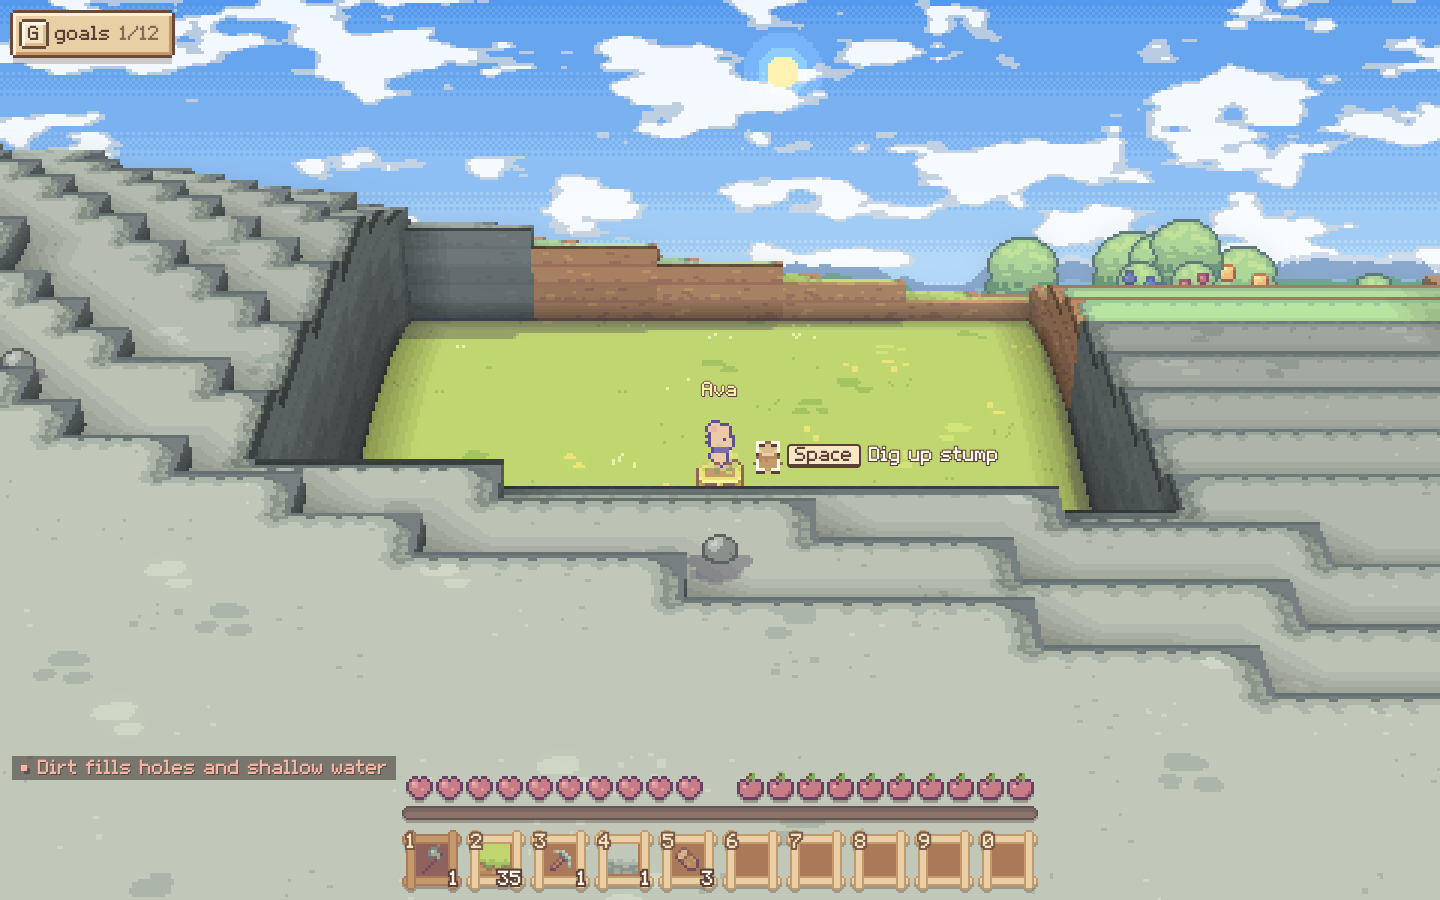 G goals 1/12
Ava
Space Dig up stump
▪ Dirt fills holes and shallow water
1 2 3 4 5 6 7 8 9 0
1 35 1 1 3